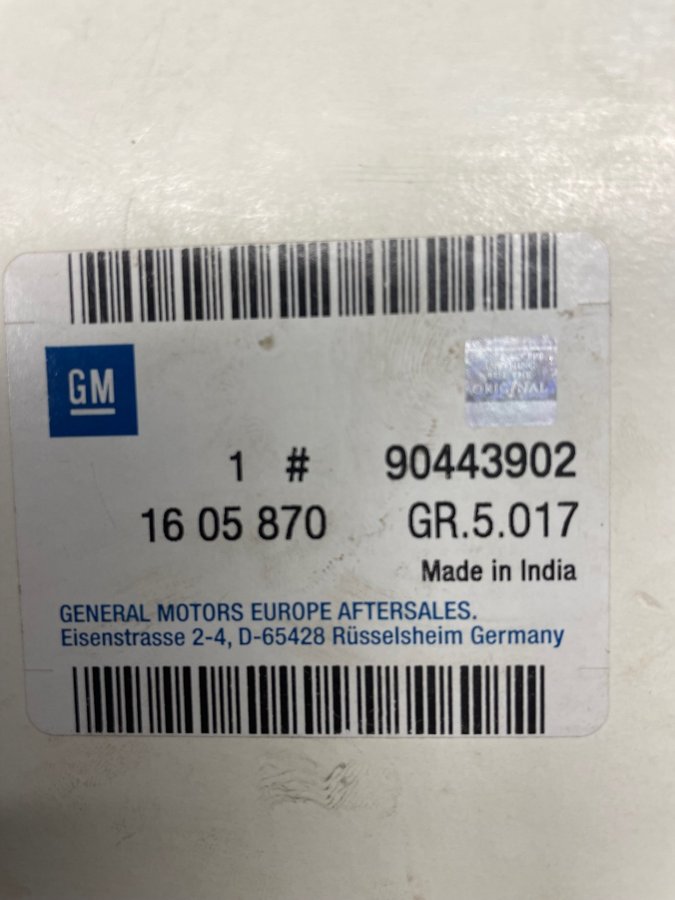 GM
ORIGINAL
1 # 90443902
16 05 870 GR.5.017
Made in India
GENERAL MOTORS EUROPE AFTERSALES.
Eisenstrasse 2-4, D-65428 Rüsselsheim Germany